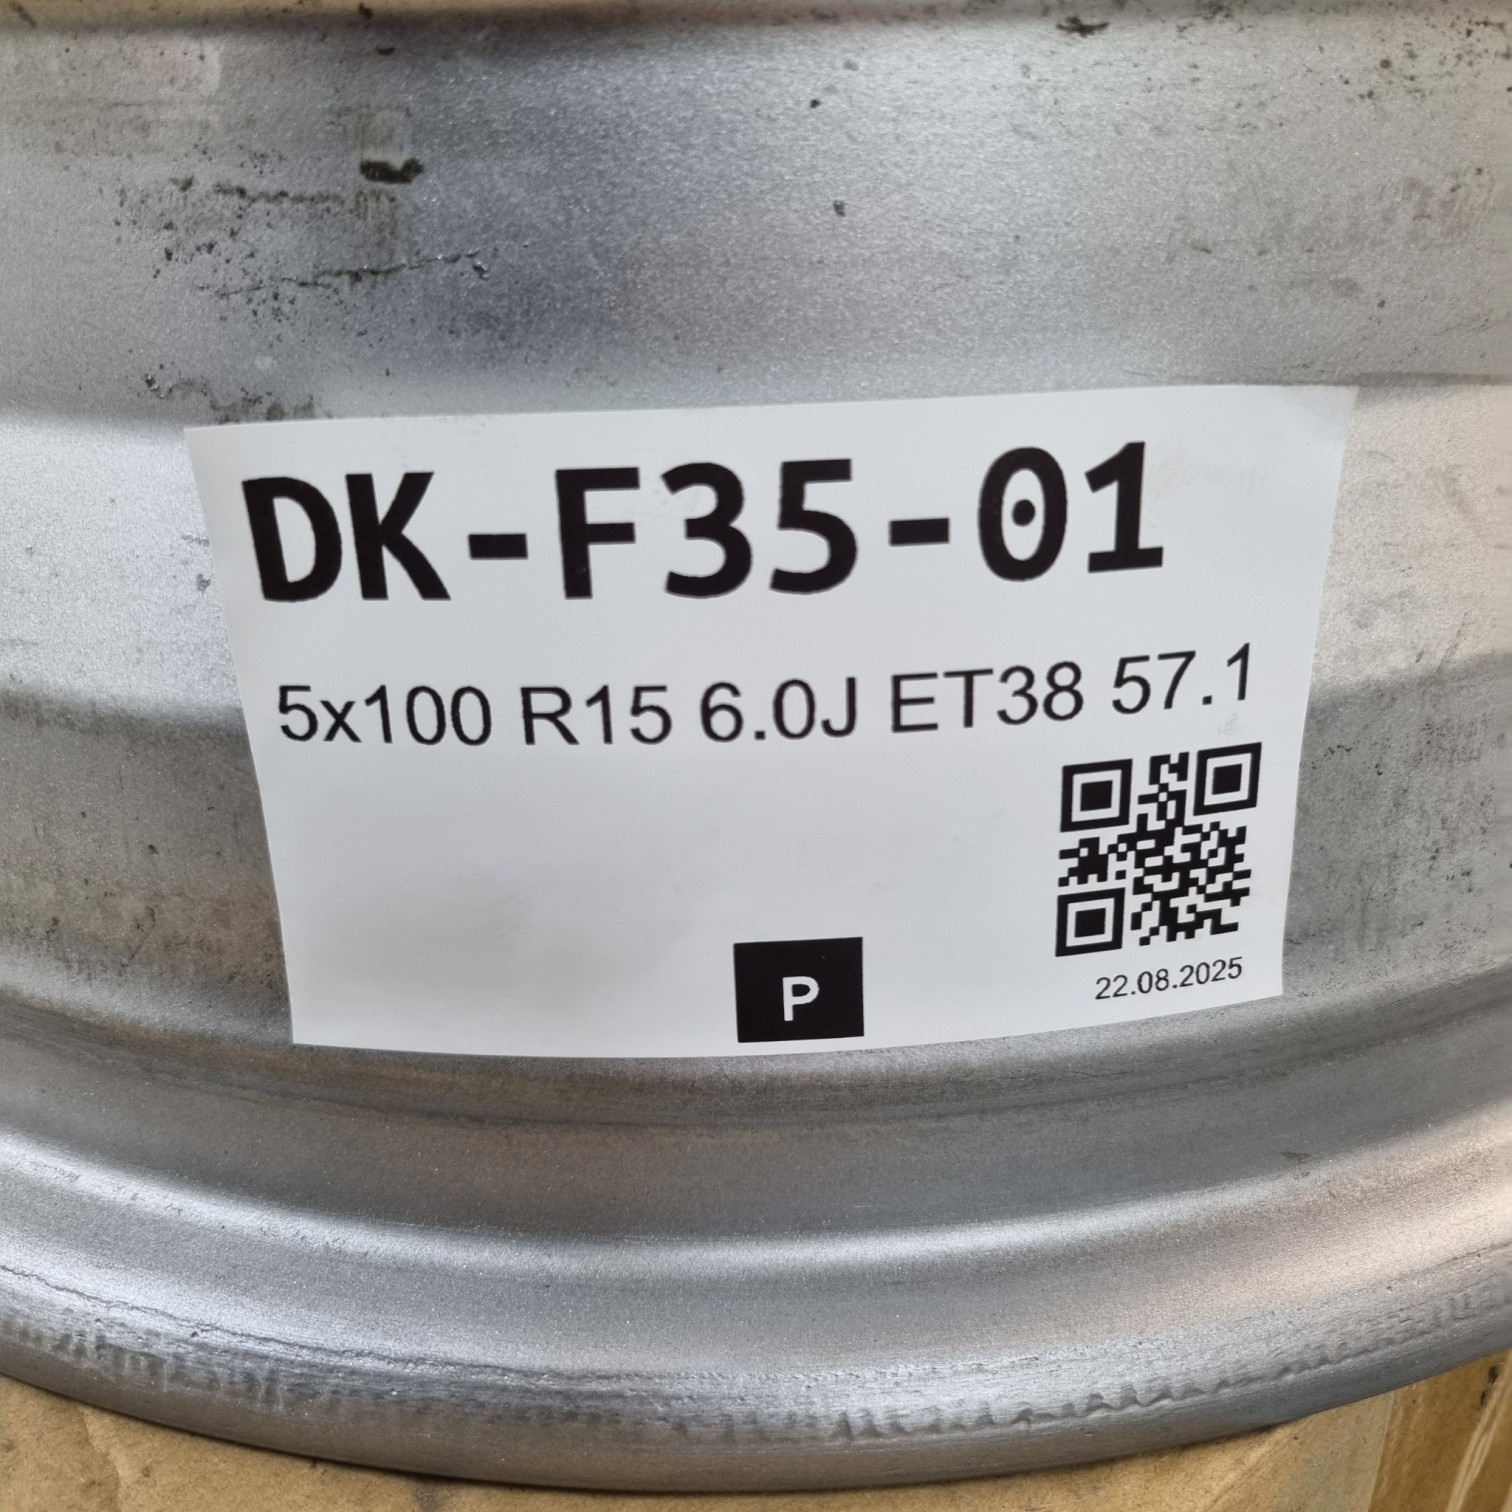 DK-F35-01
5x100 R15 6.0J ET38 57.1
P
22.08.2025